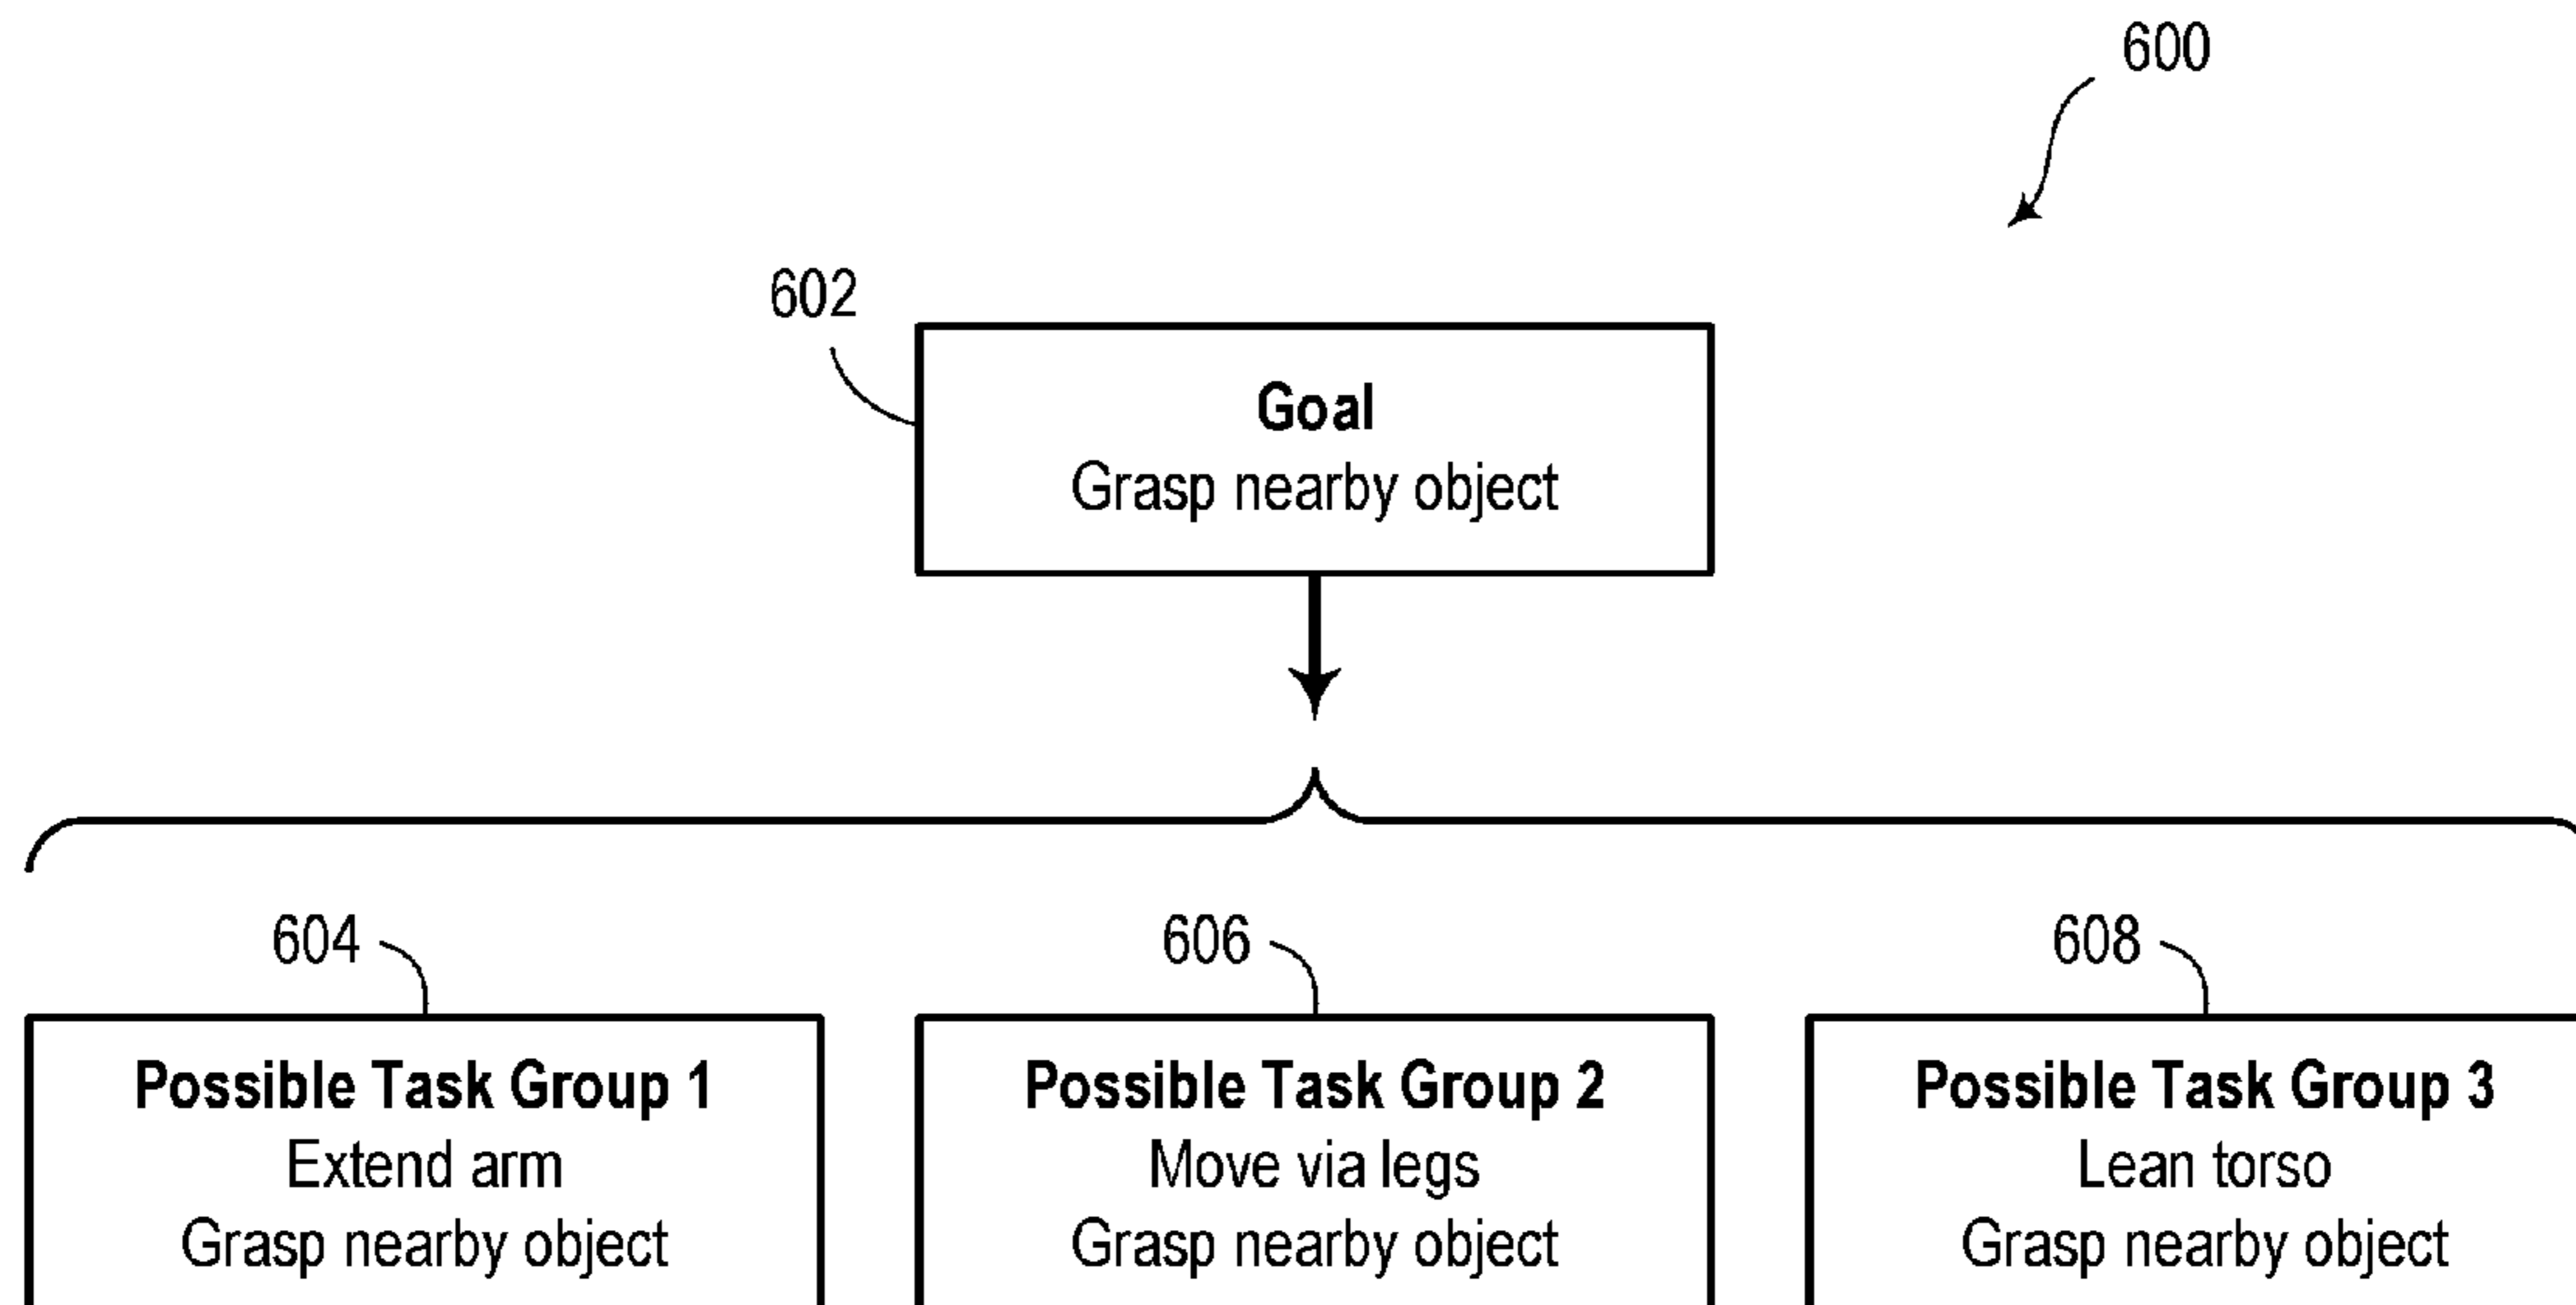 600
602
Goal
Grasp nearby object
604
606
608
Possible Task Group 1
Extend arm
Grasp nearby object
Possible Task Group 2
Move via legs
Grasp nearby object
Possible Task Group 3
Lean torso
Grasp nearby object